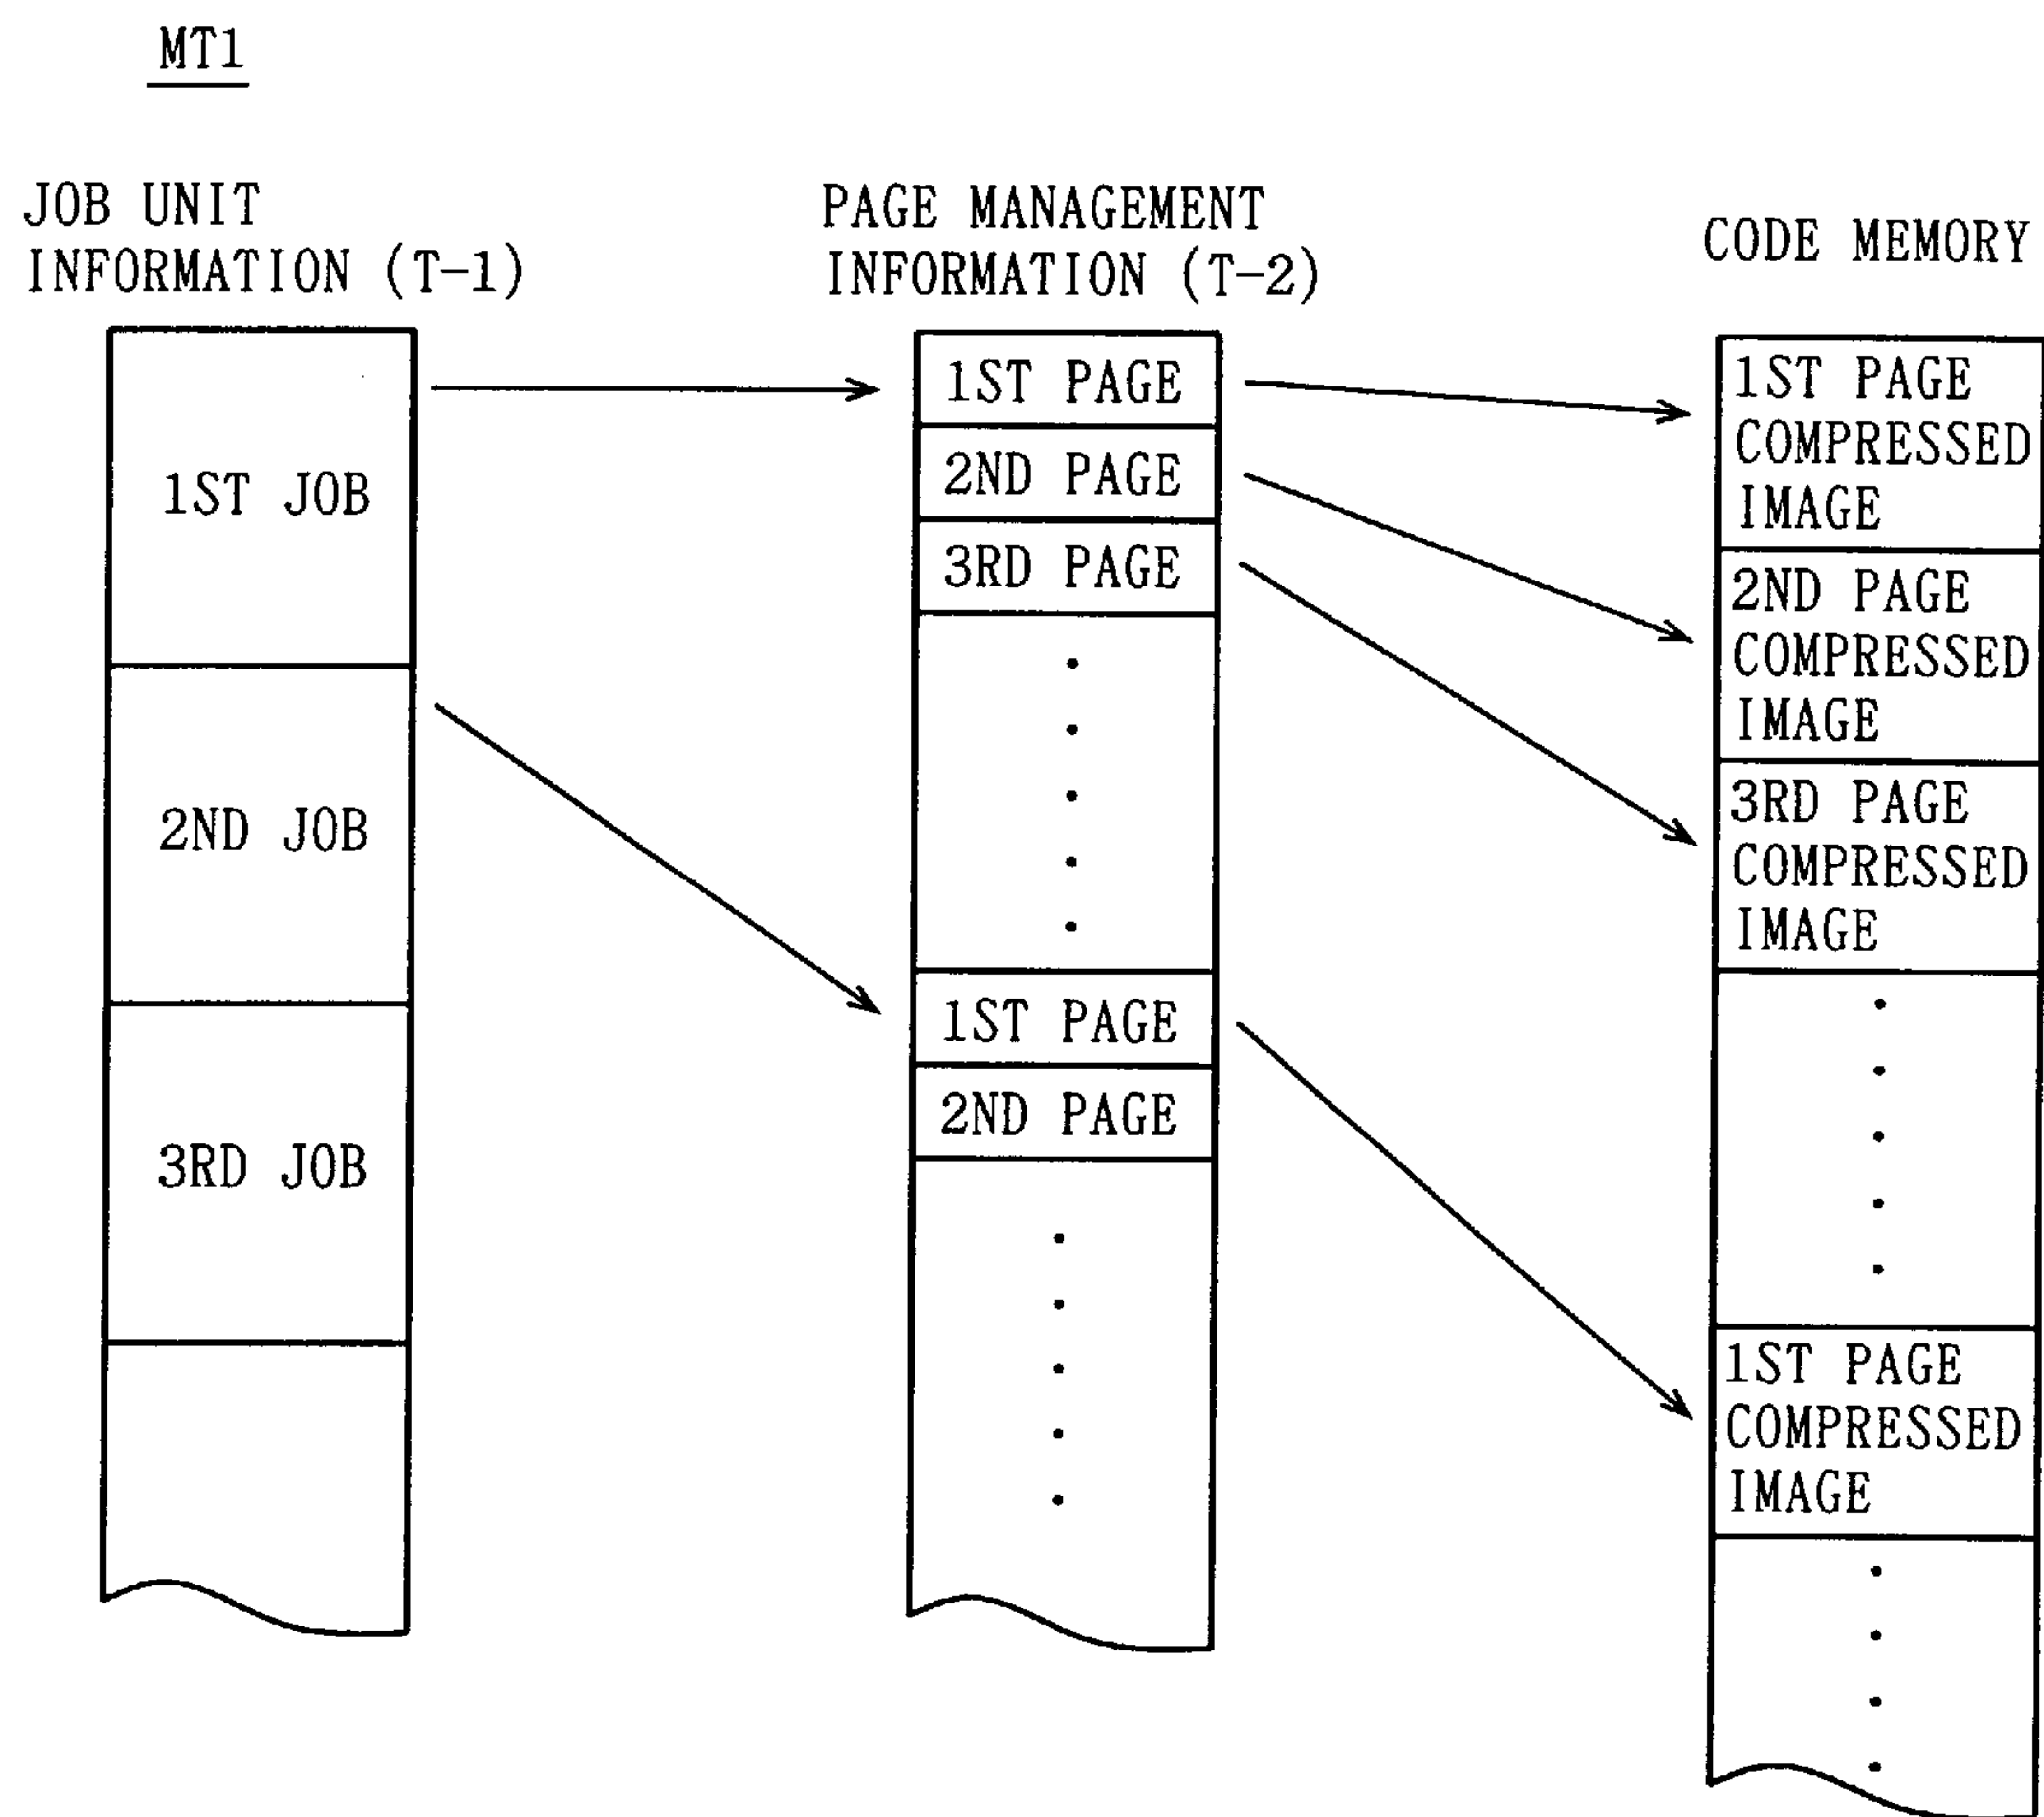 MT1
JOB UNIT
INFORMATION (T-1)
1ST JOB
2ND JOB
3RD JOB
PAGE MANAGEMENT
INFORMATION (T-2)
1ST PAGE
2ND PAGE
3RD PAGE
1ST PAGE
2ND PAGE
CODE MEMORY
1ST PAGE
COMPRESSED
IMAGE
2ND PAGE
COMPRESSED
IMAGE
3RD PAGE
COMPRESSED
IMAGE
1ST PAGE
COMPRESSED
IMAGE